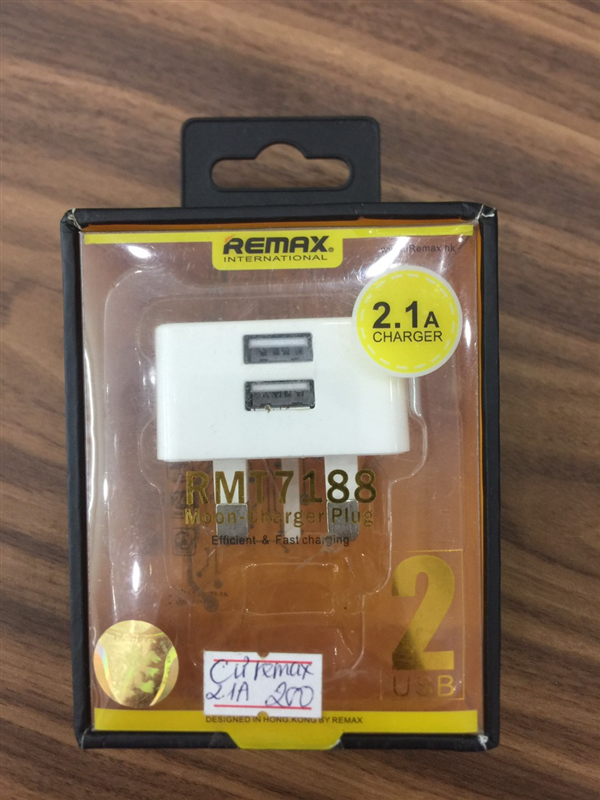 REMAX
INTERNATIONAL
Remax.hk
2.1A
CHARGER
RMT7188
Moon-Charger Plug
Efficient & Fast charging
2
USB
remax
2.1A 200
DESIGNED IN HONG KONG BY REMAX